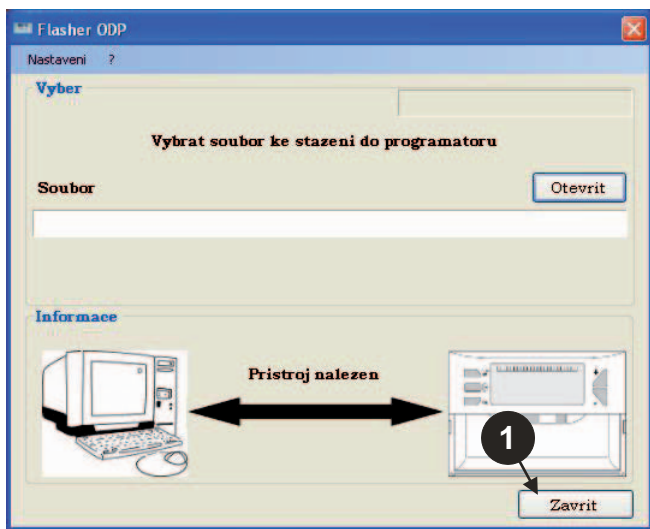 Flasher ODP
Nastaveni ?
Vyber
Vybrat soubor ke stazeni do programatoru
Soubor
Otevrit
Informace
Pristroj nalezen
1
Zavrit